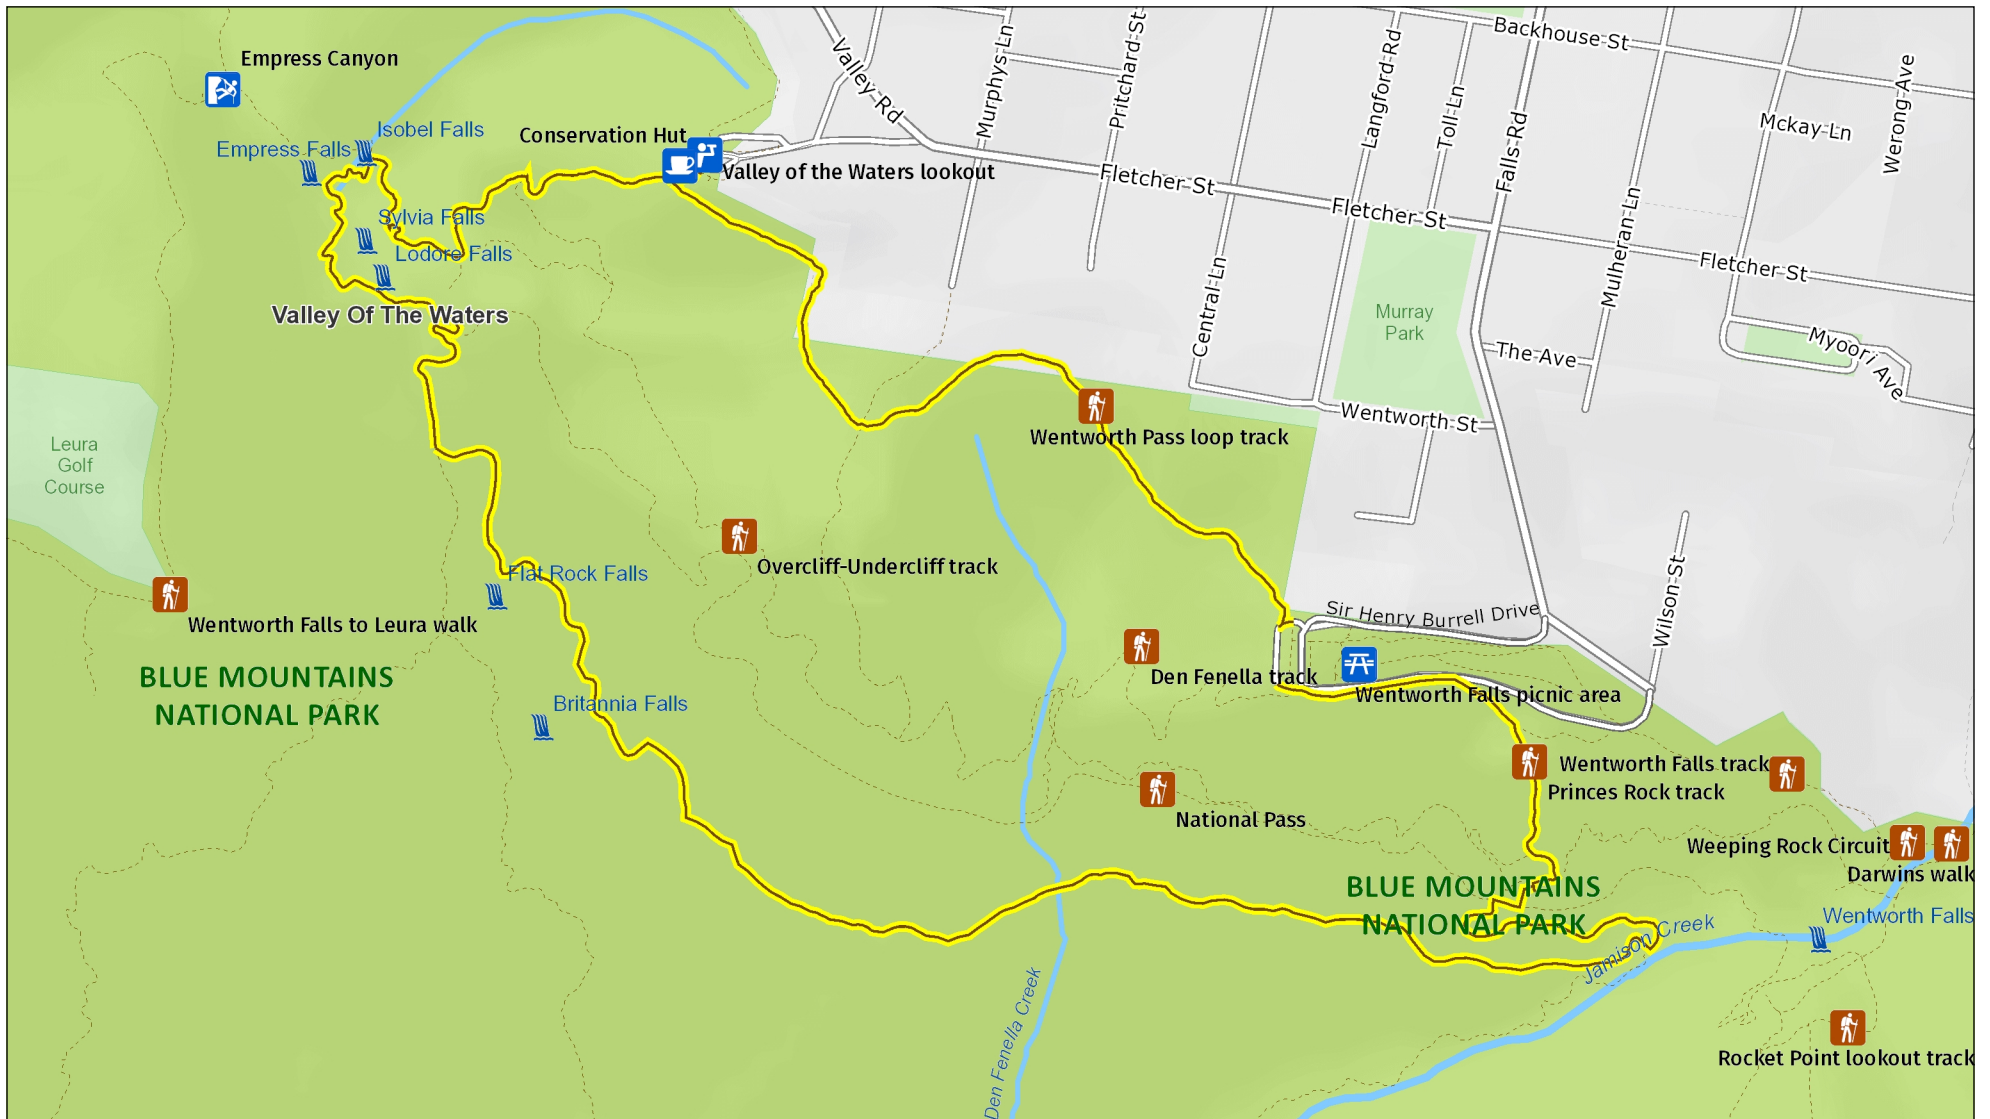 Backhouse St
Valley Rd
Murphys Ln
Pritchard St
Langford Rd
Toll Ln
Falls Rd
Mckay Ln
Werong Ave
Empress Canyon
Isobel Falls
Empress Falls
Conservation Hut
Valley of the Waters lookout
Fletcher St
Fletcher St
Fletcher St
Sylvia Falls
Lodore Falls
Valley Of The Waters
Central Ln
Mulheran Ln
Murray
Park
The Ave
Myoori Ave
Wentworth St
Wentworth Pass loop track
Leura
Golf
Course
Overcliff-Undercliff track
Flat Rock Falls
Wentworth Falls to Leura walk
Sir Henry Burrell Drive
Wilson St
BLUE MOUNTAINS
NATIONAL PARK
Den Fenella track
Wentworth Falls picnic area
Britannia Falls
Wentworth Falls track
Princes Rock track
National Pass
Weeping Rock Circuit
Darwins walk
BLUE MOUNTAINS
NATIONAL PARK
Wentworth Falls
Jamison Creek
Den Fenella Creek
Rocket Point lookout track